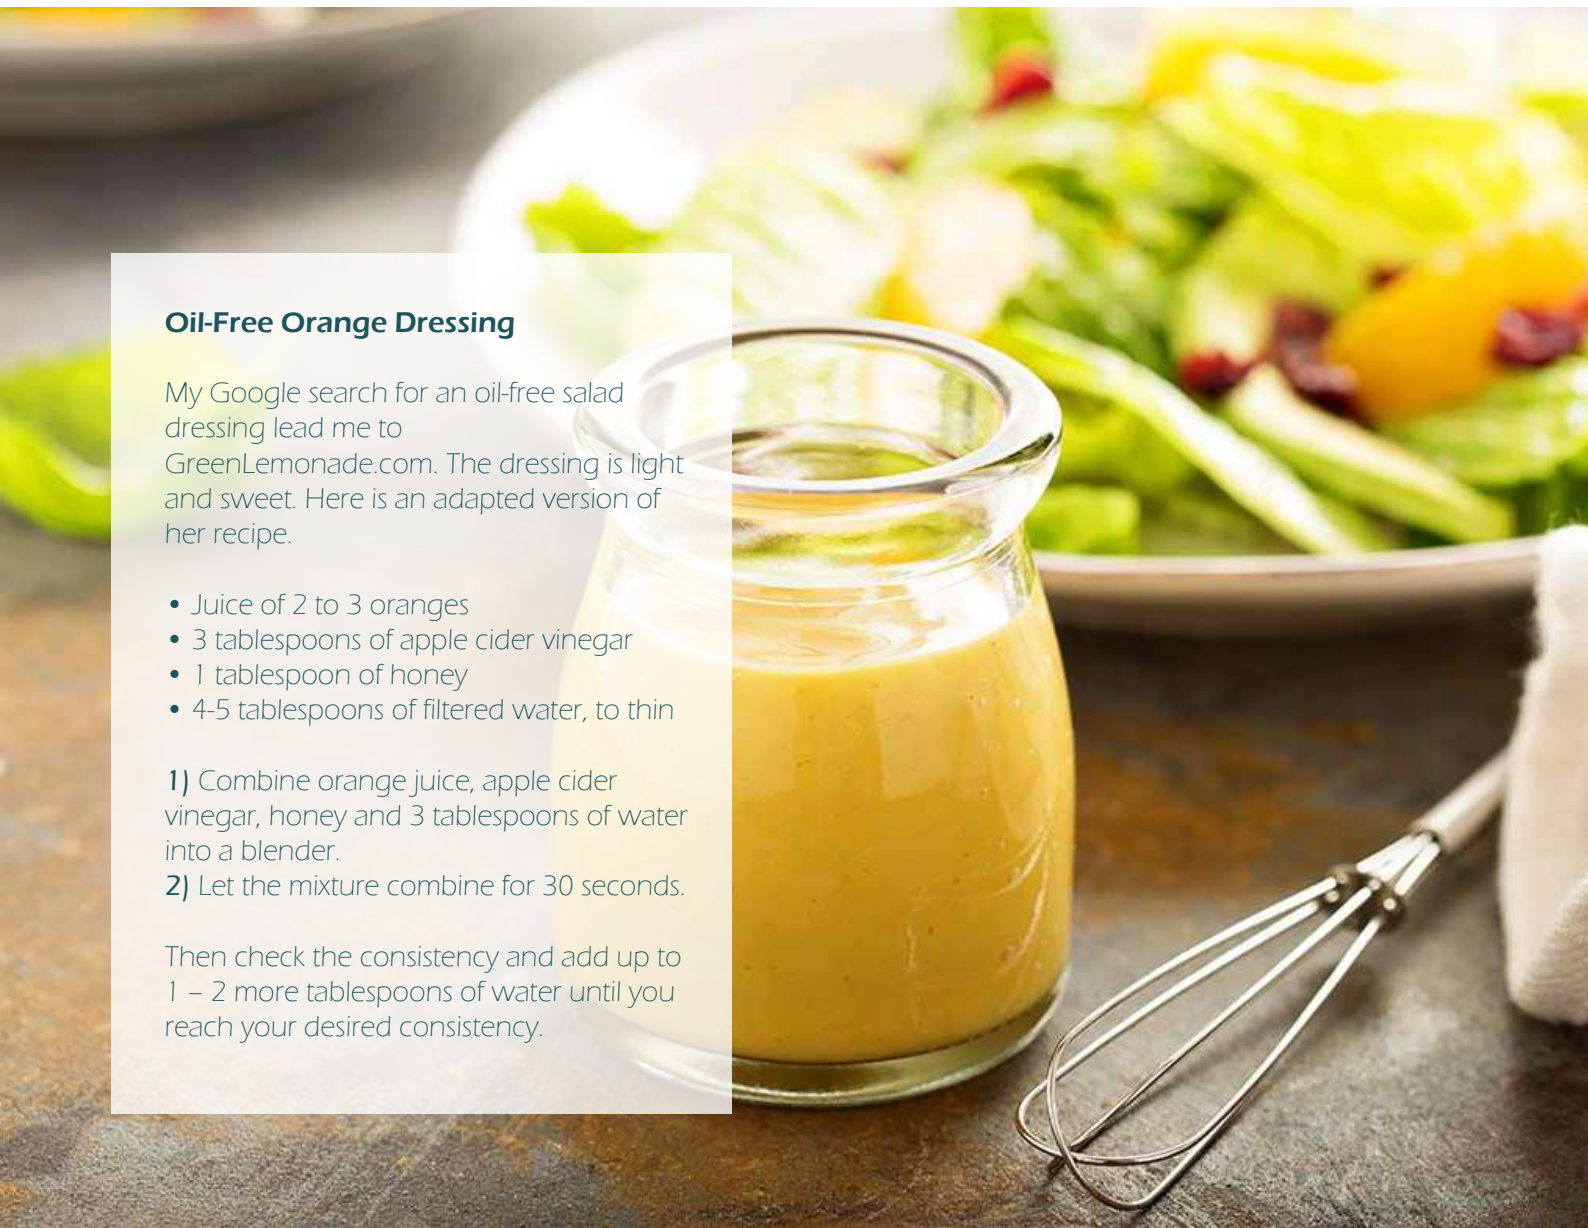 Oil-Free Orange Dressing
My Google search for an oil-free salad
dressing lead me to
GreenLemonade.com. The dressing is light
and sweet. Here is an adapted version of
her recipe.
• Juice of 2 to 3 oranges
• 3 tablespoons of apple cider vinegar
• 1 tablespoon of honey
• 4-5 tablespoons of filtered water, to thin
1) Combine orange juice, apple cider
vinegar, honey and 3 tablespoons of water
into a blender.
2) Let the mixture combine for 30 seconds.
Then check the consistency and add up to
1 – 2 more tablespoons of water until you
reach your desired consistency.